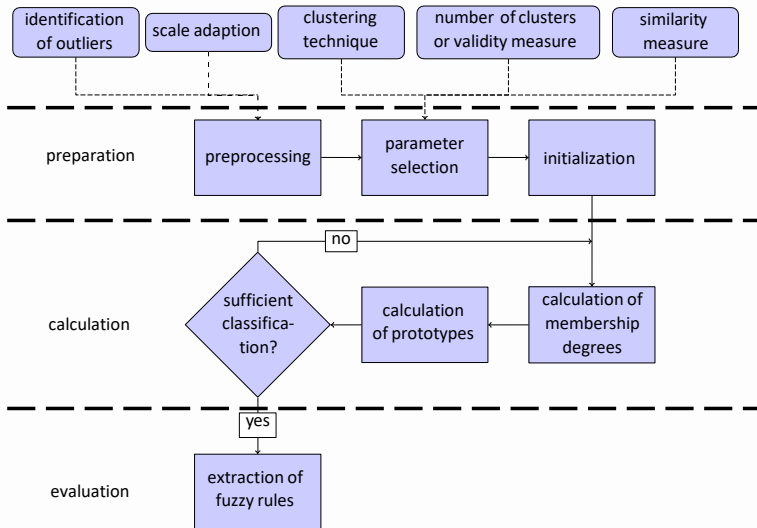 identification
of outliers
scale adaption
clustering
technique
number of clusters
or validity measure
similarity
measure
preparation
preprocessing
parameter
selection
initialization
no
calculation
sufficient
classifica-
tion?
calculation
of prototypes
calculation of
membership
degrees
yes
evaluation
extraction of
fuzzy rules